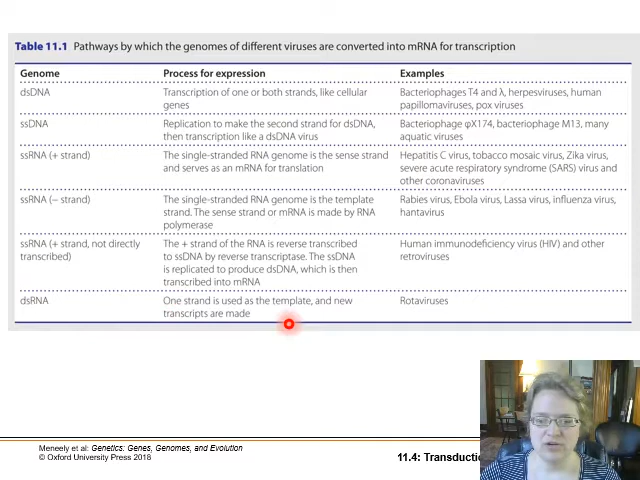 Table 11.1 Pathways by which the genomes of different viruses are converted into mRNA for transcription
Genome Process for expression Examples
dsDNA Transcription of one or both strands, like cellular Bacteriophages T4 and λ, herpesviruses, human
genes papillomaviruses, pox viruses
ssDNA Replication to make the second strand for dsDNA, Bacteriophage φX174, bacteriophage M13, many
then transcription like a dsDNA virus aquatic viruses
ssRNA (+ strand) The single-stranded RNA genome is the sense strand Hepatitis C virus, tobacco mosaic virus, Zika virus,
and serves as an mRNA for translation severe acute respiratory syndrome (SARS) virus and
other coronaviruses
ssRNA (− strand) The single-stranded RNA genome is the template Rabies virus, Ebola virus, Lassa virus, influenza virus,
strand. The sense strand or mRNA is made by RNA hantavirus
polymerase
ssRNA (+ strand, not directly The + strand of the RNA is reverse transcribed Human immunodeficiency virus (HIV) and other
transcribed) to ssDNA by reverse transcriptase. The ssDNA retroviruses
is replicated to produce dsDNA, which is then
transcribed into mRNA
dsRNA One strand is used as the template, and new Rotaviruses
transcripts are made
Meneely et al: Genetics: Genes, Genomes, and Evolution
© Oxford University Press 2018
11.4: Transductio